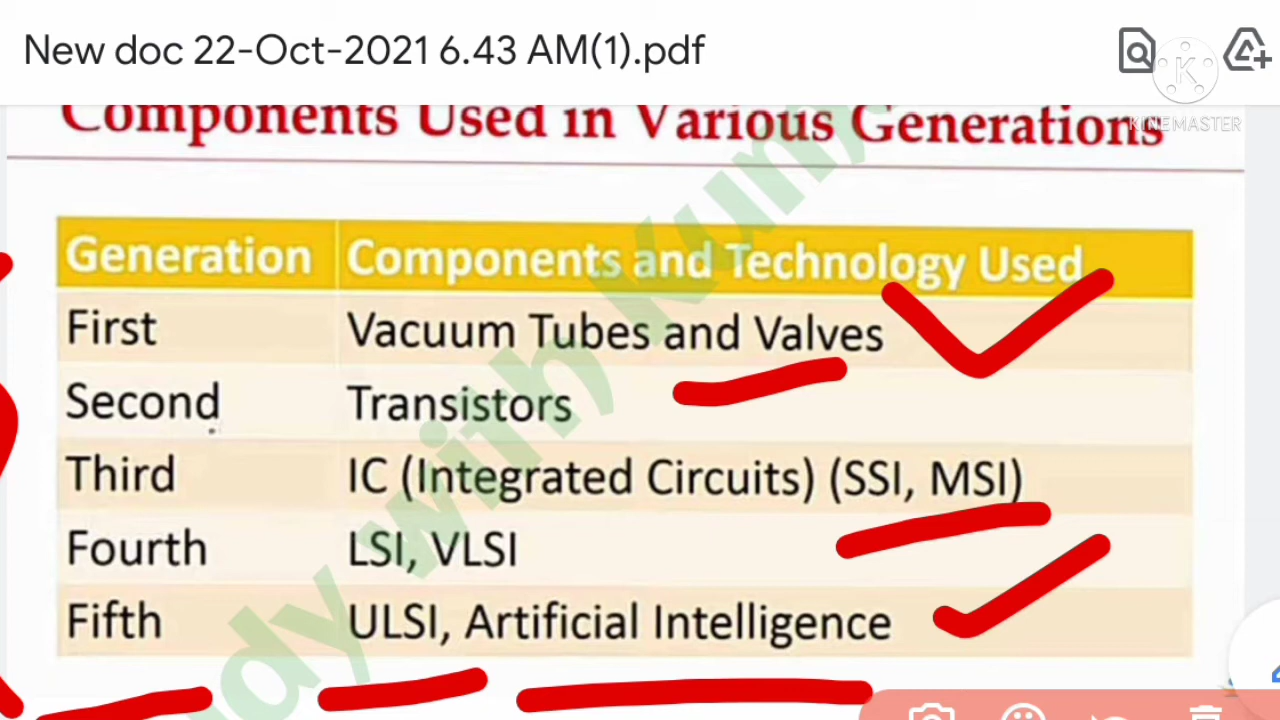 New doc 22-Oct-2021 6.43 AM(1).pdf
KINEMASTER
Components Used in Various Generations
Generation Components and Technology Used
First Vacuum Tubes and Valves
Second Transistors
Third IC (Integrated Circuits) (SSI, MSI)
Fourth LSI, VLSI
Fifth ULSI, Artificial Intelligence